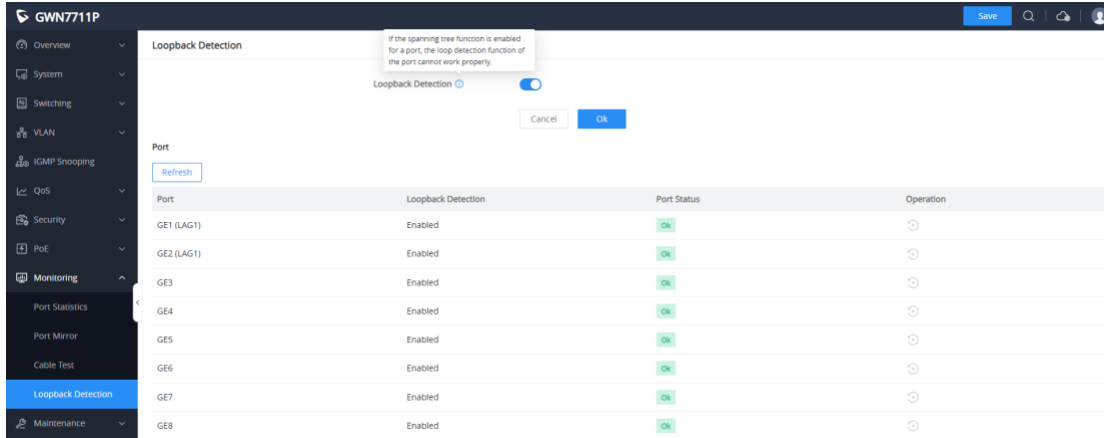 GWN7711P
Save
Overview
System
Switching
VLAN
IGMP Snooping
QoS
Security
PoE
Monitoring
Port Statistics
Port Mirror
Cable Test
Loopback Detection
Maintenance
Loopback Detection
If the spanning tree function is enabled
for a port, the loop detection function of
the port cannot work properly.
Loopback Detection
Cancel Ok
Port
Refresh
Port Loopback Detection Port Status Operation
GE1 (LAG1) Enabled Ok
GE2 (LAG1) Enabled Ok
GE3 Enabled Ok
GE4 Enabled Ok
GE5 Enabled Ok
GE6 Enabled Ok
GE7 Enabled Ok
GE8 Enabled Ok